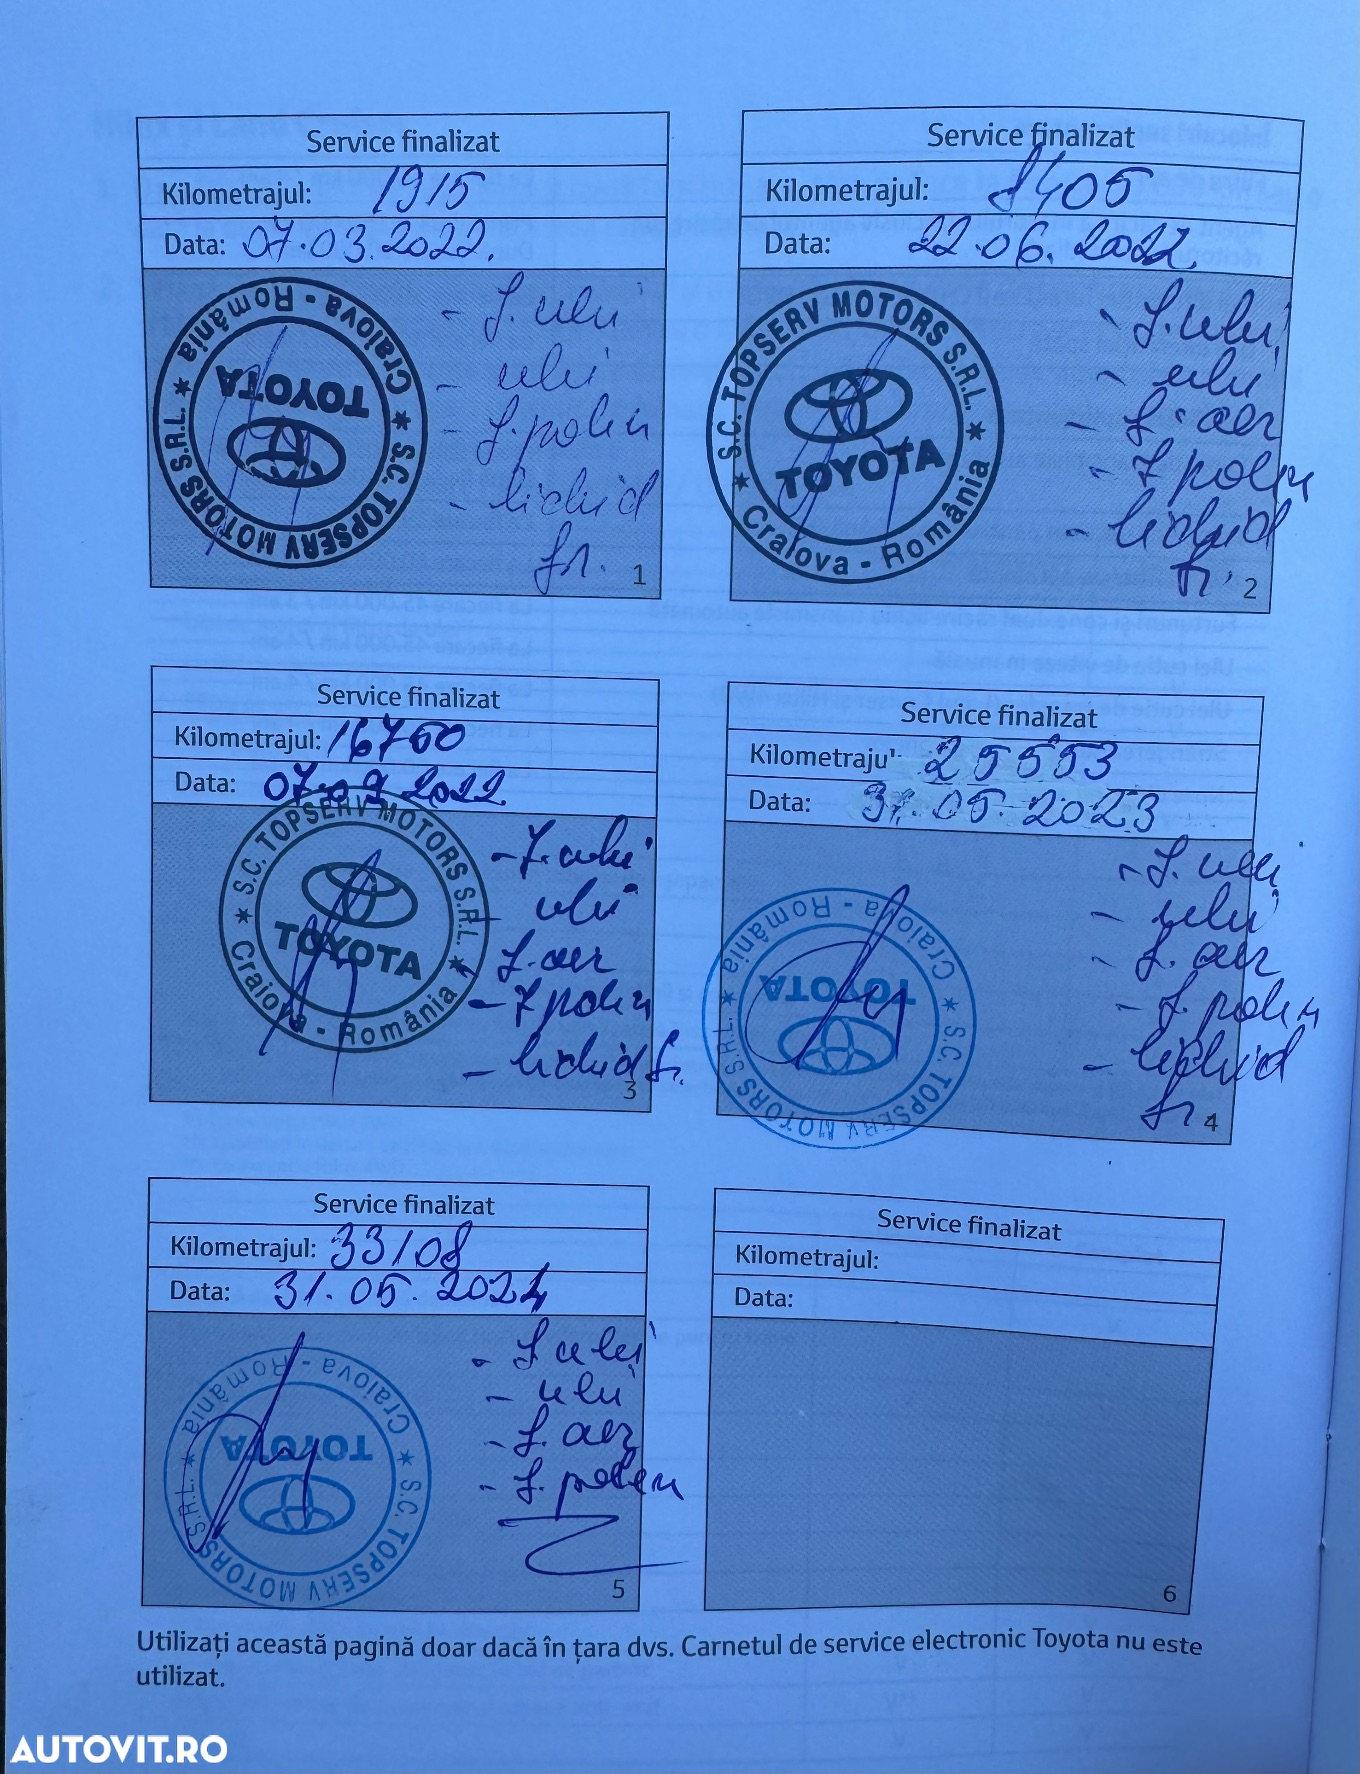 Service finalizat
Kilometrajul: 1915
Data: 07.03.2022.
- f. ulei
- ulei
- f. polen
- lichid
fr.
1
S.C. TOPSERV MOTORS S.R.L. ★ Craiova - România ★
TOYOTA
Service finalizat
Kilometrajul: 8405
Data: 22.06.2022.
- f. ulei
- ulei
- f. aer
- f polen
- lichid
fr.
2
S.C. TOPSERV MOTORS S.R.L. ★ Craiova - România ★
TOYOTA
Service finalizat
Kilometrajul: 16760
Data: 07.09.2022.
- f. ulei
- ulei
- f. aer
- f polen
- lichid fr.
3
S.C. TOPSERV MOTORS S.R.L. ★ Craiova - România ★
TOYOTA
Service finalizat
Kilometraju 25553
Data: 31.05.2023
- f. ulei
- ulei
- f. aer
- f. polen
- lichid
fr.
4
S.C. TOPSERV MOTORS S.R.L. ★ Craiova - România ★
TOYOTA
Service finalizat
Kilometrajul: 33108
Data: 31.05.2024
- f ulei
- ulei
- f. aer
- f. polen
5
S.C. TOPSERV MOTORS S.R.L. ★ Craiova - România ★
TOYOTA
Service finalizat
Kilometrajul:
Data:
6
Utilizați această pagină doar dacă în țara dvs. Carnetul de service electronic Toyota nu este
utilizat.
AUTOVIT.RO